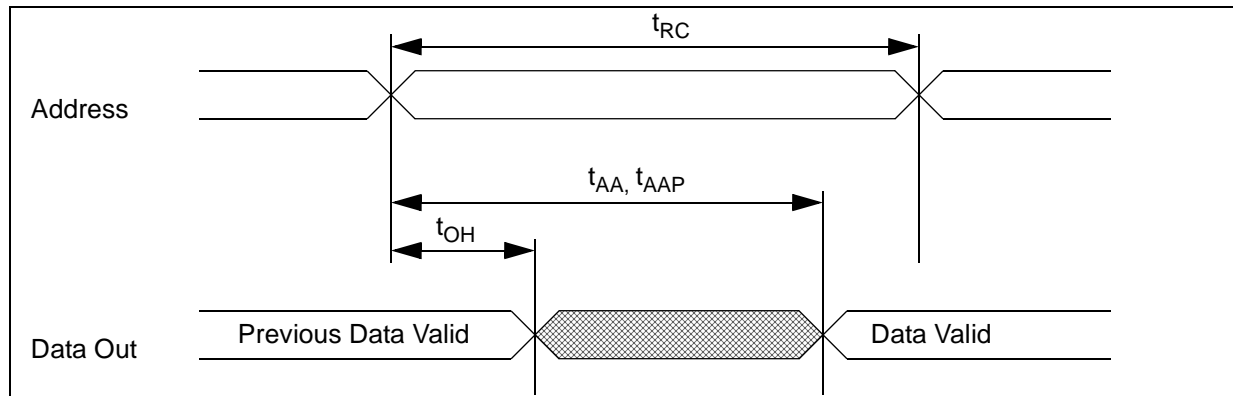 tRC
Address
tAA, tAAP
tOH
Previous Data Valid
Data Valid
Data Out